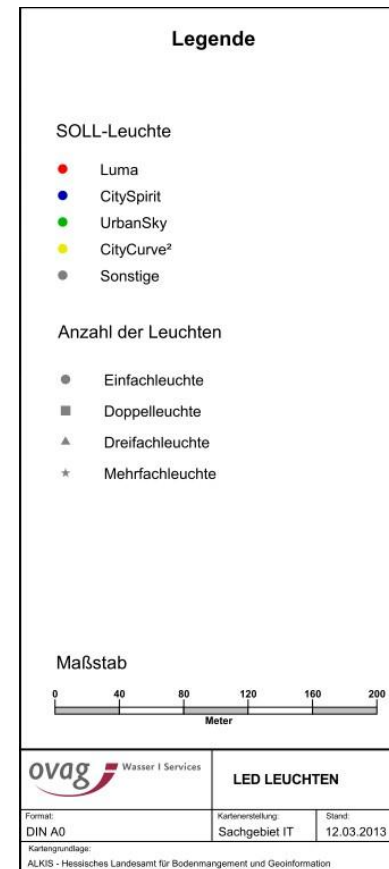 Legende
SOLL-Leuchte
Luma
CitySpirit
UrbanSky
CityCurve²
Sonstige
Anzahl der Leuchten
Einfachleuchte
Doppelleuchte
Dreifachleuchte
Mehrfachleuchte
Maßstab
0 40 80 120 160 200
Meter
ovag Wasser I Services
LED LEUCHTEN
Format: Kartenerstellung: Stand:
DIN A0 Sachgebiet IT 12.03.2013
Kartengrundlage:
ALKIS - Hessisches Landesamt für Bodenmangement und Geoinformation